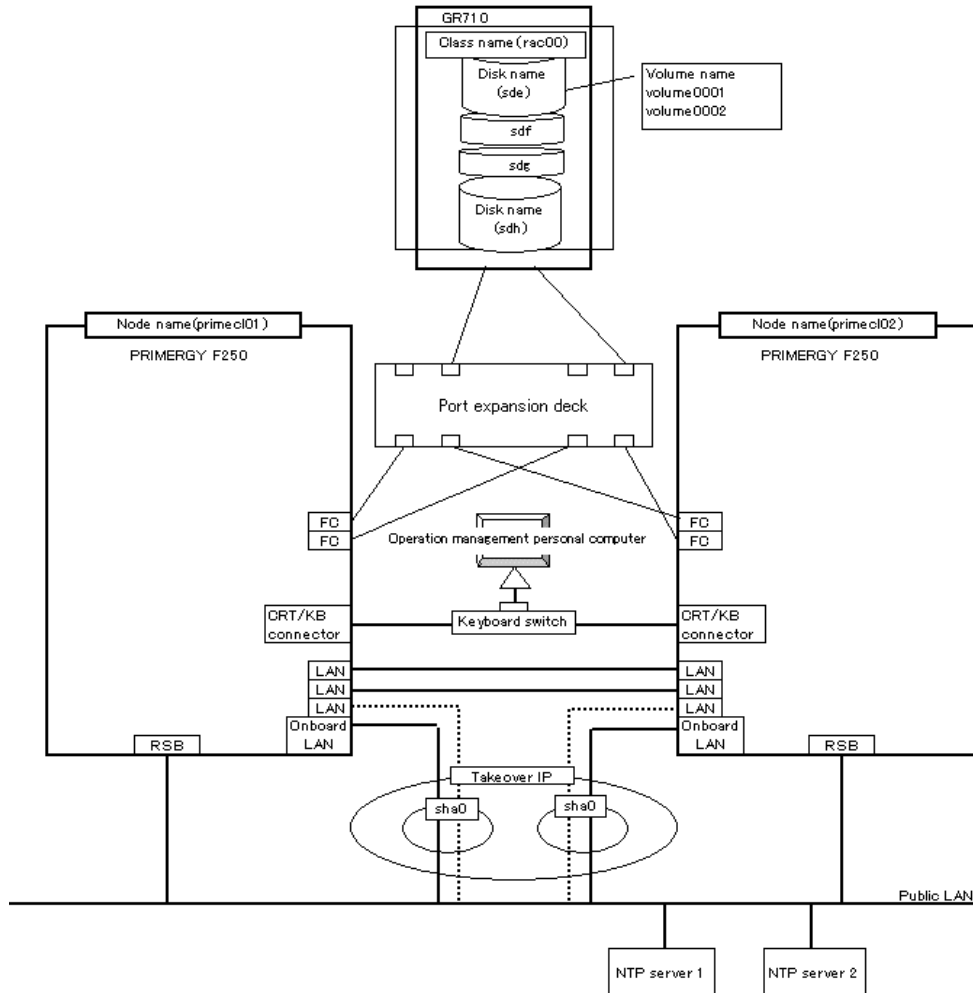 GR710
Class name(rac00)
Disk name
(sde)
Volume name
volume0001
volume0002
sdf
sdg
Disk name
(sdh)
Node name(primecl01)
PRIMERGY F250
Node name(primecl02)
PRIMERGY F250
Port expansion deck
FC
FC
FC
FC
Operation management personal computer
CRT/KB
connector
Keyboard switch
CRT/KB
connector
LAN
LAN
LAN
Onboard
LAN
LAN
LAN
LAN
Onboard
LAN
RSB
RSB
Takeover IP
sha0
sha0
Public LAN
NTP server 1
NTP server 2